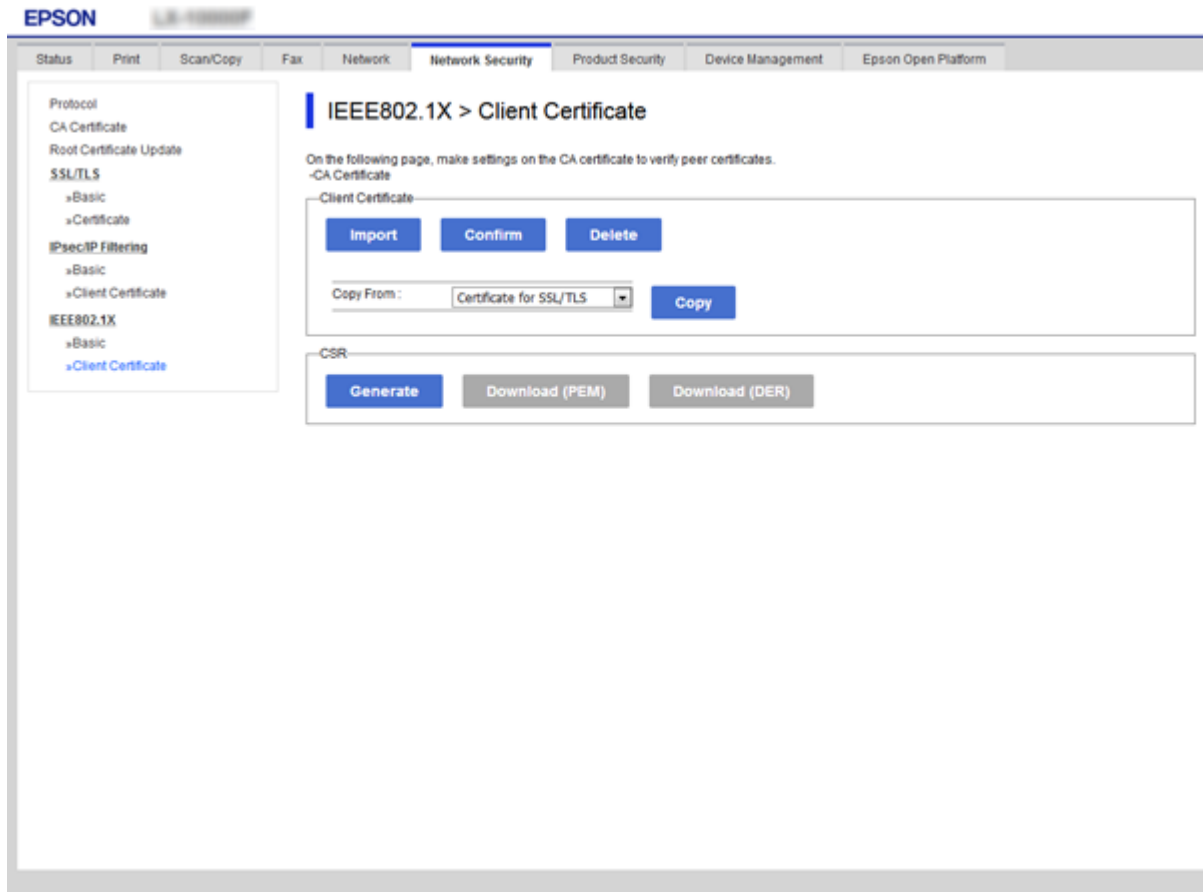 EPSON
Status Print Scan/Copy Fax Network Network Security Product Security Device Management Epson Open Platform
Protocol
CA Certificate
Root Certificate Update
SSL/TLS
»Basic
»Certificate
IPsec/IP Filtering
»Basic
»Client Certificate
IEEE802.1X
»Basic
»Client Certificate
IEEE802.1X > Client Certificate
On the following page, make settings on the CA certificate to verify peer certificates.
-CA Certificate
Client Certificate
Import Confirm Delete
Copy From : Certificate for SSL/TLS Copy
CSR
Generate Download (PEM) Download (DER)